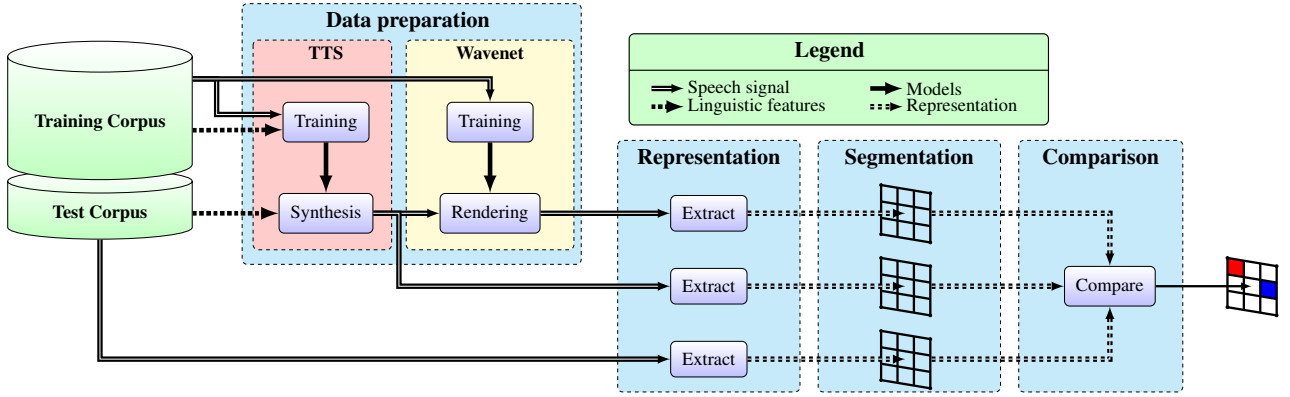 Data preparation
TTS
Wavenet
Legend
Speech signal
Models
Linguistic features
Representation
Training Corpus
Training
Training
Representation
Segmentation
Comparison
Test Corpus
Synthesis
Rendering
Extract
Extract
Compare
Extract